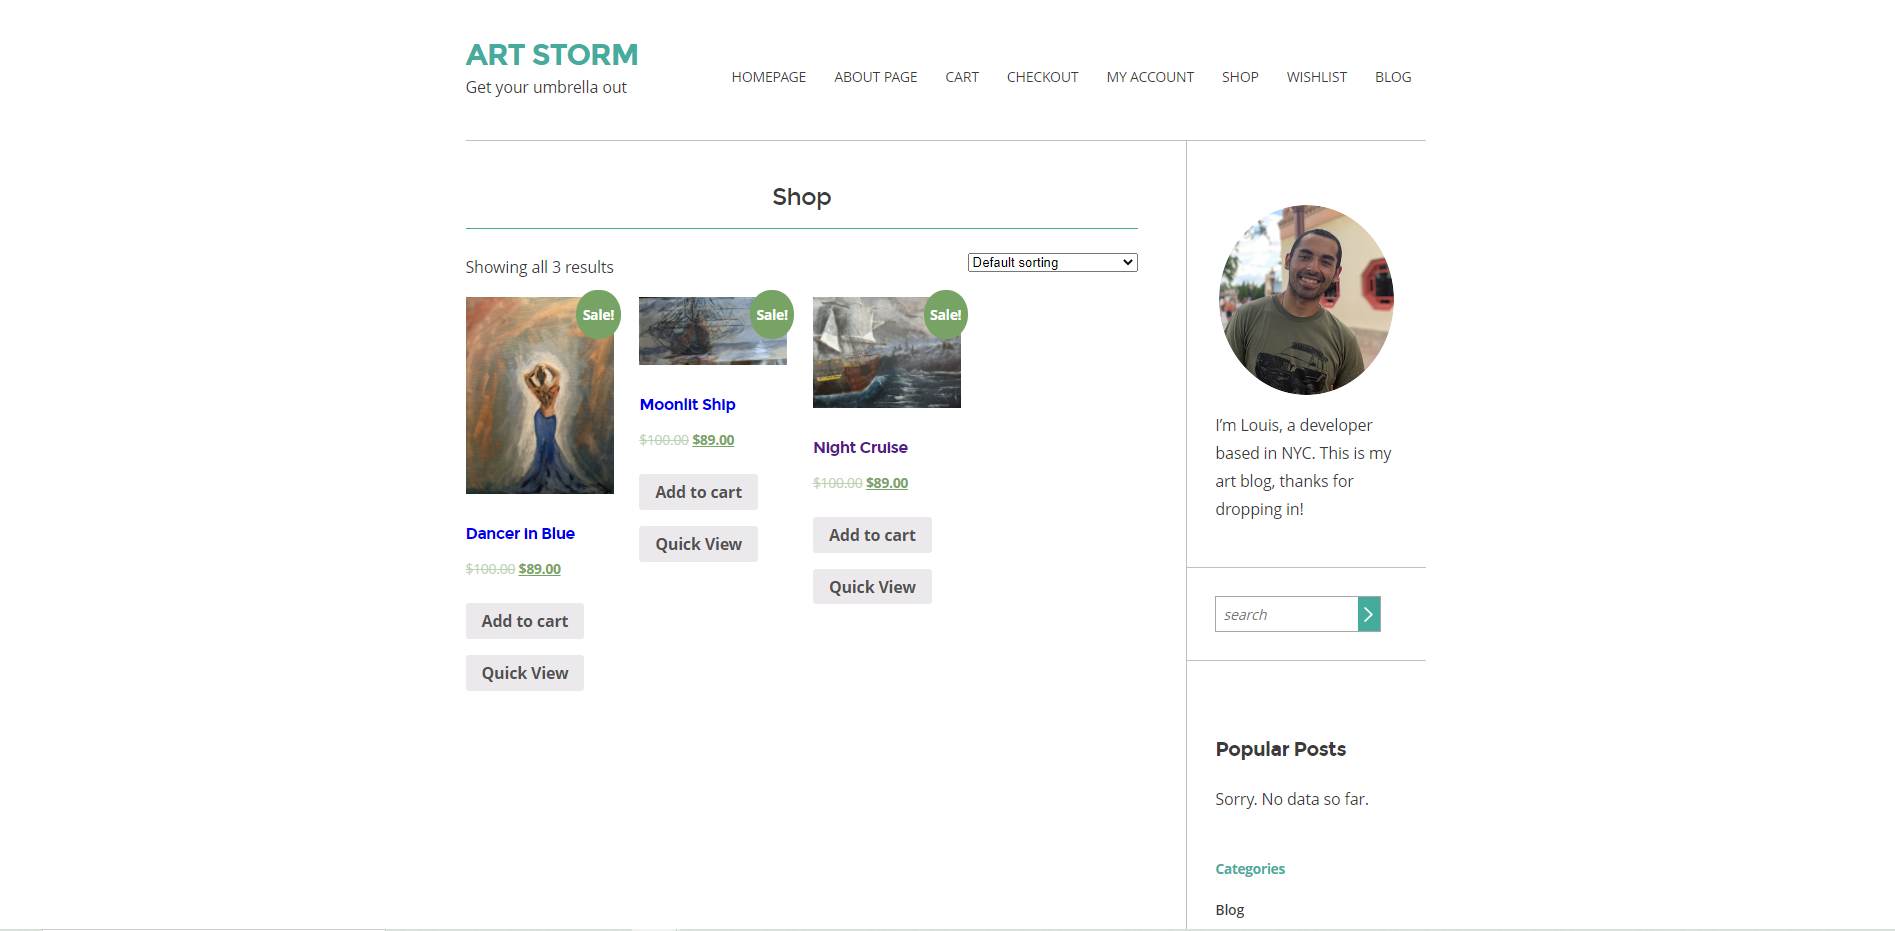 ART STORM
Get your umbrella out
HOMEPAGE ABOUT PAGE CART CHECKOUT MY ACCOUNT SHOP WISHLIST BLOG
Shop
Showing all 3 results
Default sorting
Sale!
Dancer in Blue
$100.00 $89.00
Add to cart
Quick View
Sale!
Moonlit Ship
$100.00 $89.00
Add to cart
Quick View
Sale!
Night Cruise
$100.00 $89.00
Add to cart
Quick View
I'm Louis, a developer
based in NYC. This is my
art blog, thanks for
dropping in!
search
Popular Posts
Sorry. No data so far.
Categories
Blog